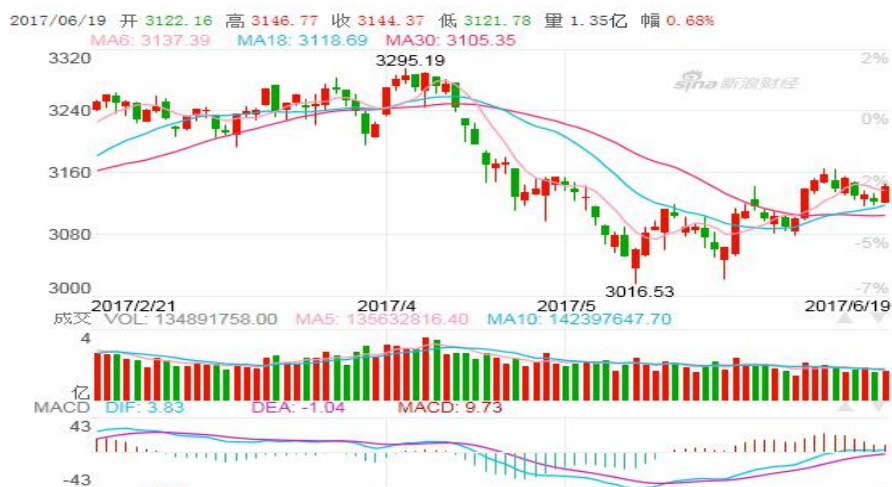 2017/06/19 开 3122.16 高 3146.77 收 3144.37 低 3121.78 量 1.35亿 幅 0.68%
MA6: 3137.39 MA18: 3118.69 MA30: 3105.35
3320 3295.19 2%
sina 新浪财经
3240 0%
3160 -2%
3080 -5%
3000 3016.53 -7%
2017/2/21 2017/4 2017/5 2017/6/19
成交 VOL: 134891758.00 MA5: 135632816.40 MA10: 142397647.70
4
亿
MACD DIF: 3.83 DEA: -1.04 MACD: 9.73
43
-43